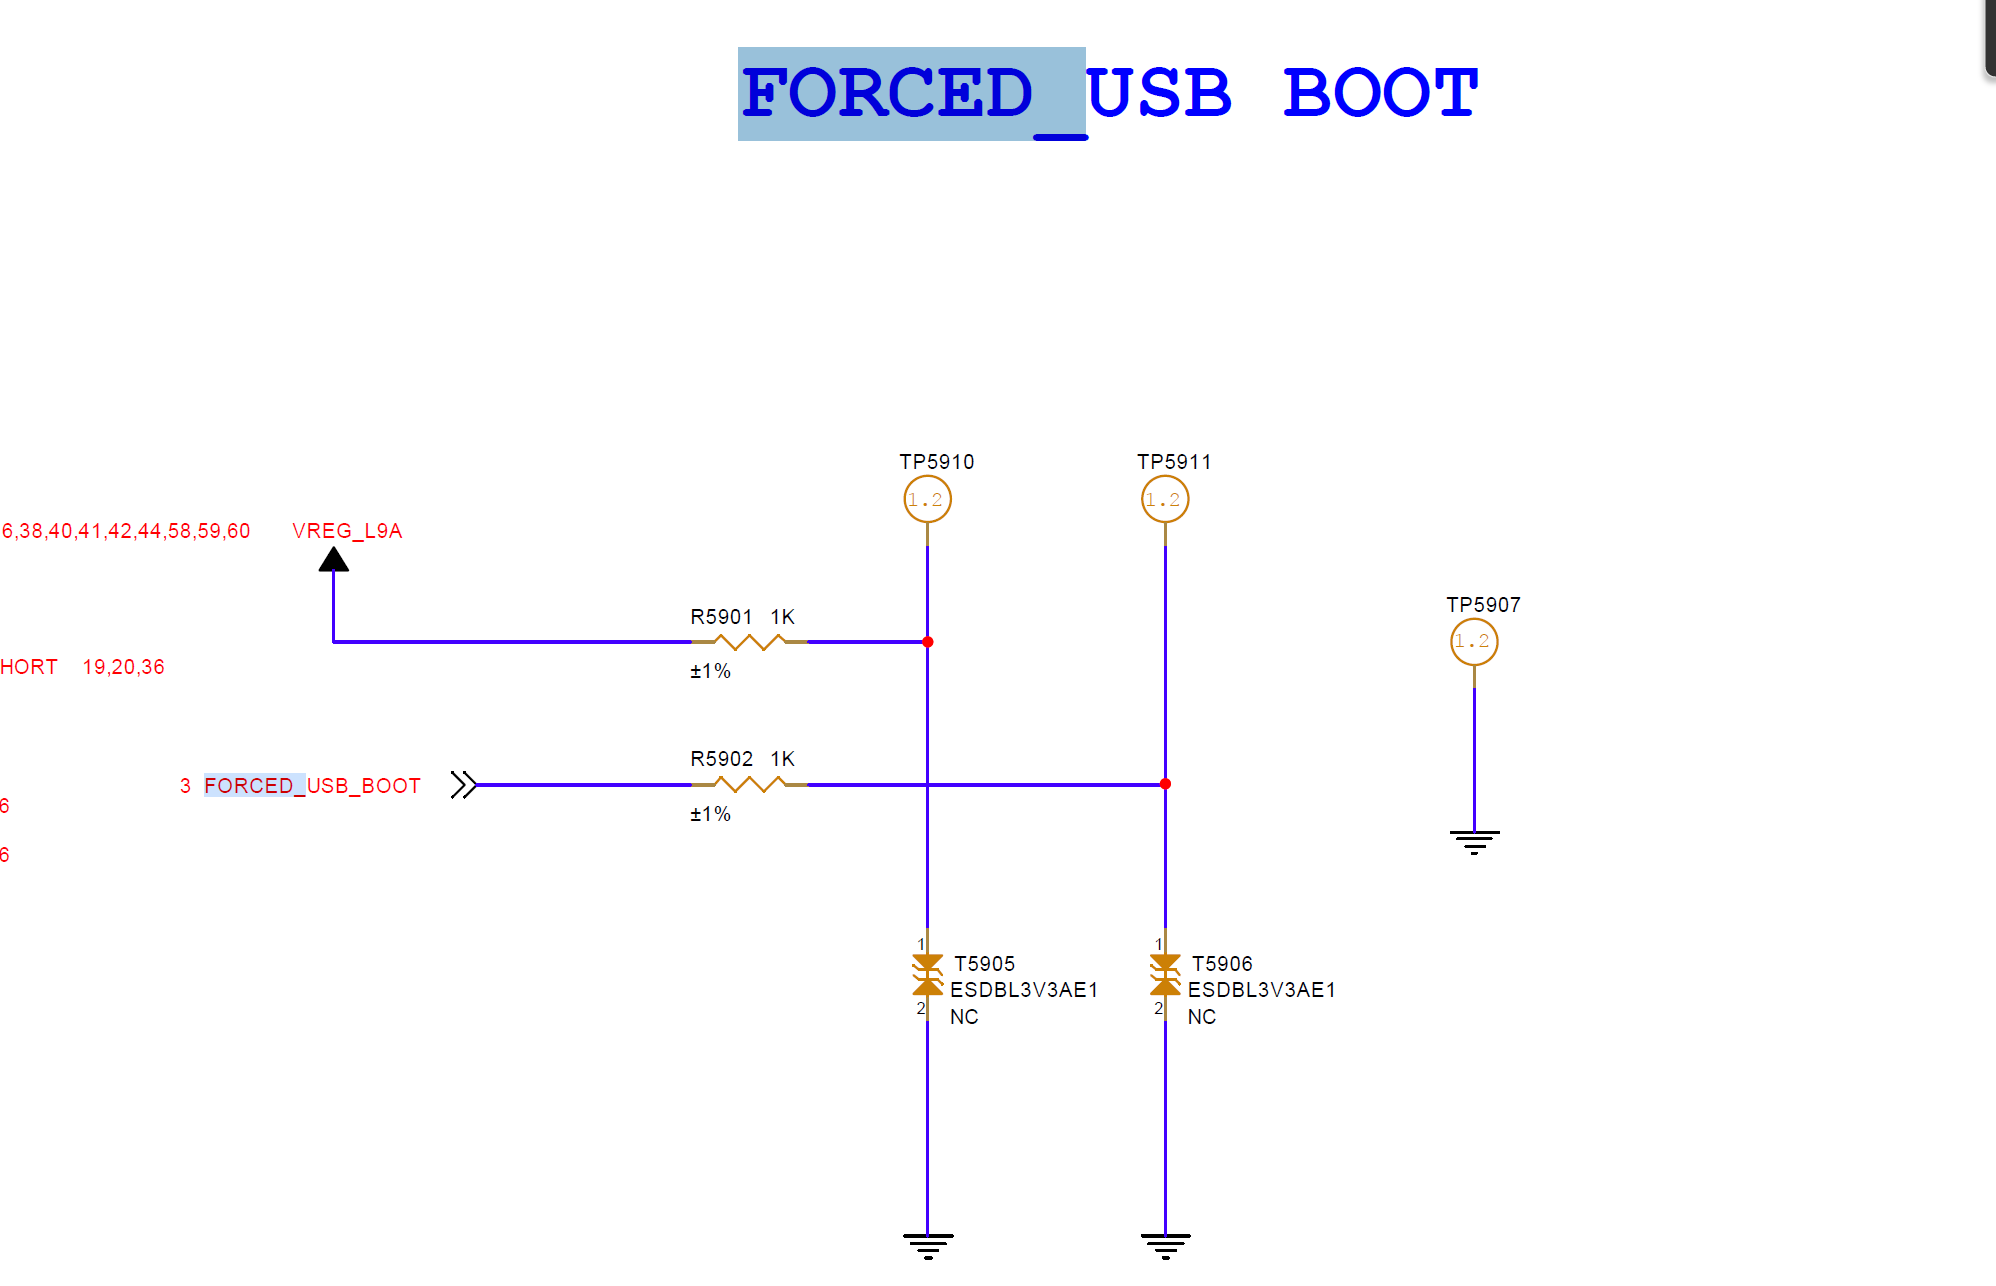 FORCED_USB BOOT
TP5910
TP5911
1.2
1.2
6,38,40,41,42,44,58,59,60 VREG_L9A
TP5907
R5901 1K
1.2
±1%
HORT 19,20,36
R5902 1K
3 FORCED_USB_BOOT
6
±1%
6
1
T5905
ESDBL3V3AE1
2
NC
1
T5906
ESDBL3V3AE1
2
NC